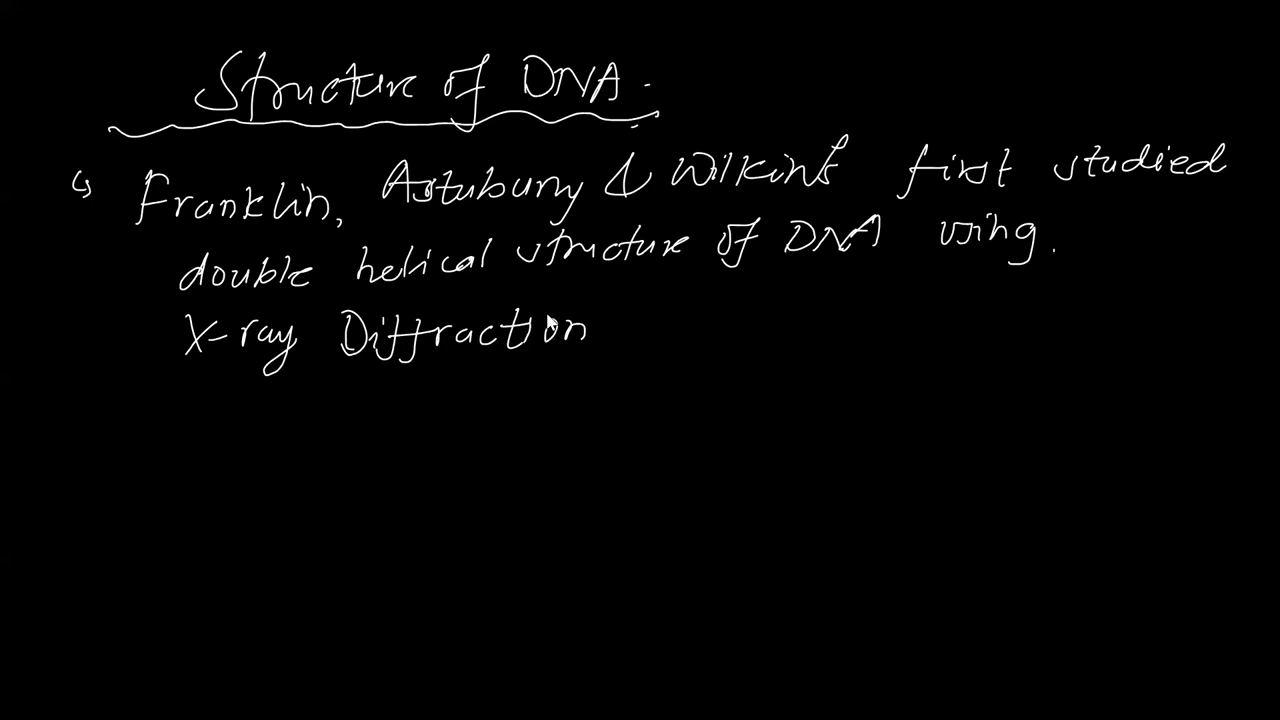 Structure of DNA.
↳ Franklin, Astubury & Wilkins first studied
double helical structure of DNA using.
X-ray Diffraction